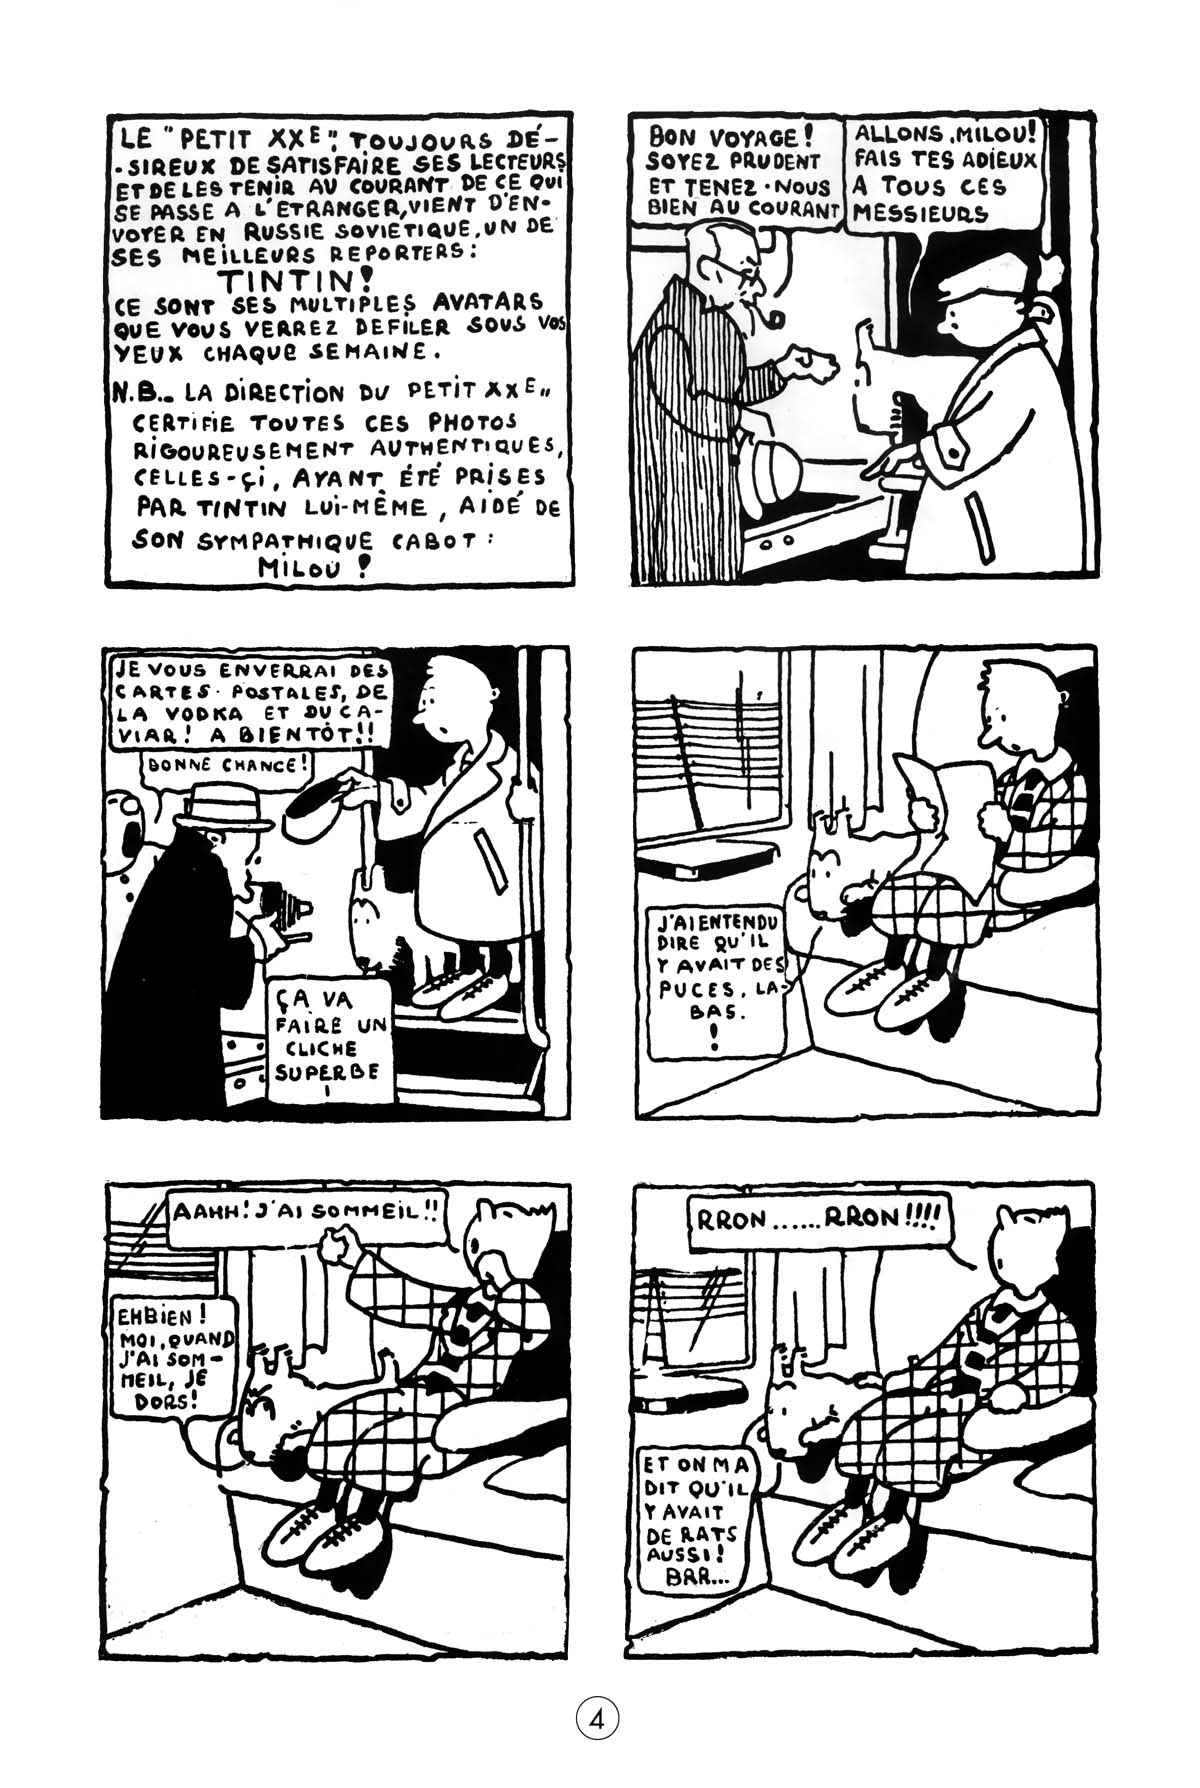 LE "PETIT XXE", TOUJOURS DÉ-
SIREUX DE SATISFAIRE SES LECTEURS
ET DE LES TENIR AU COURANT DE CE QUI
SE PASSE A L'ETRANGER, VIENT D'EN-
VOYER EN RUSSIE SOVIETIQUE, UN DE
SES MEILLEURS REPORTERS:
TINTIN!
CE SONT SES MULTIPLES AVATARS
QUE VOUS VERREZ DEFILER SOUS VOS
YEUX CHAQUE SEMAINE.
N.B._ LA DIRECTION DU PETIT XXE"
CERTIFIE TOUTES CES PHOTOS
RIGOUREUSEMENT AUTHENTIQUES,
CELLES-ÇI, AYANT ÉTÉ PRISES
PAR TINTIN LUI-MÊME, AIDÉ DE
SON SYMPATHIQUE CABOT:
MILOU !
BON VOYAGE!
SOYEZ PRUDENT
ET TENEZ-NOUS
BIEN AU COURANT
ALLONS, MILOU!
FAIS TES ADIEUX
A TOUS CES
MESSIEURS
JE VOUS ENVERRAI DES
CARTES-POSTALES, DE
LA VODKA ET DU CA-
VIAR! A BIENTÔT!!
BONNE CHANCE!
ÇA VA
FAIRE UN
CLICHE
SUPERBE
!
J'AI ENTENDU
DIRE QU'IL
Y AVAIT DES
PUCES, LA-
BAS.
!
AAHH! J'AI SOMMEIL!!
EH BIEN!
MOI, QUAND
J'AI SOM-
MEIL, JE
DORS!
RRON ...... RRON!!!!
ET ON M A
DIT QU'IL
Y AVAIT
DE RATS
AUSSI!
BRR...
4